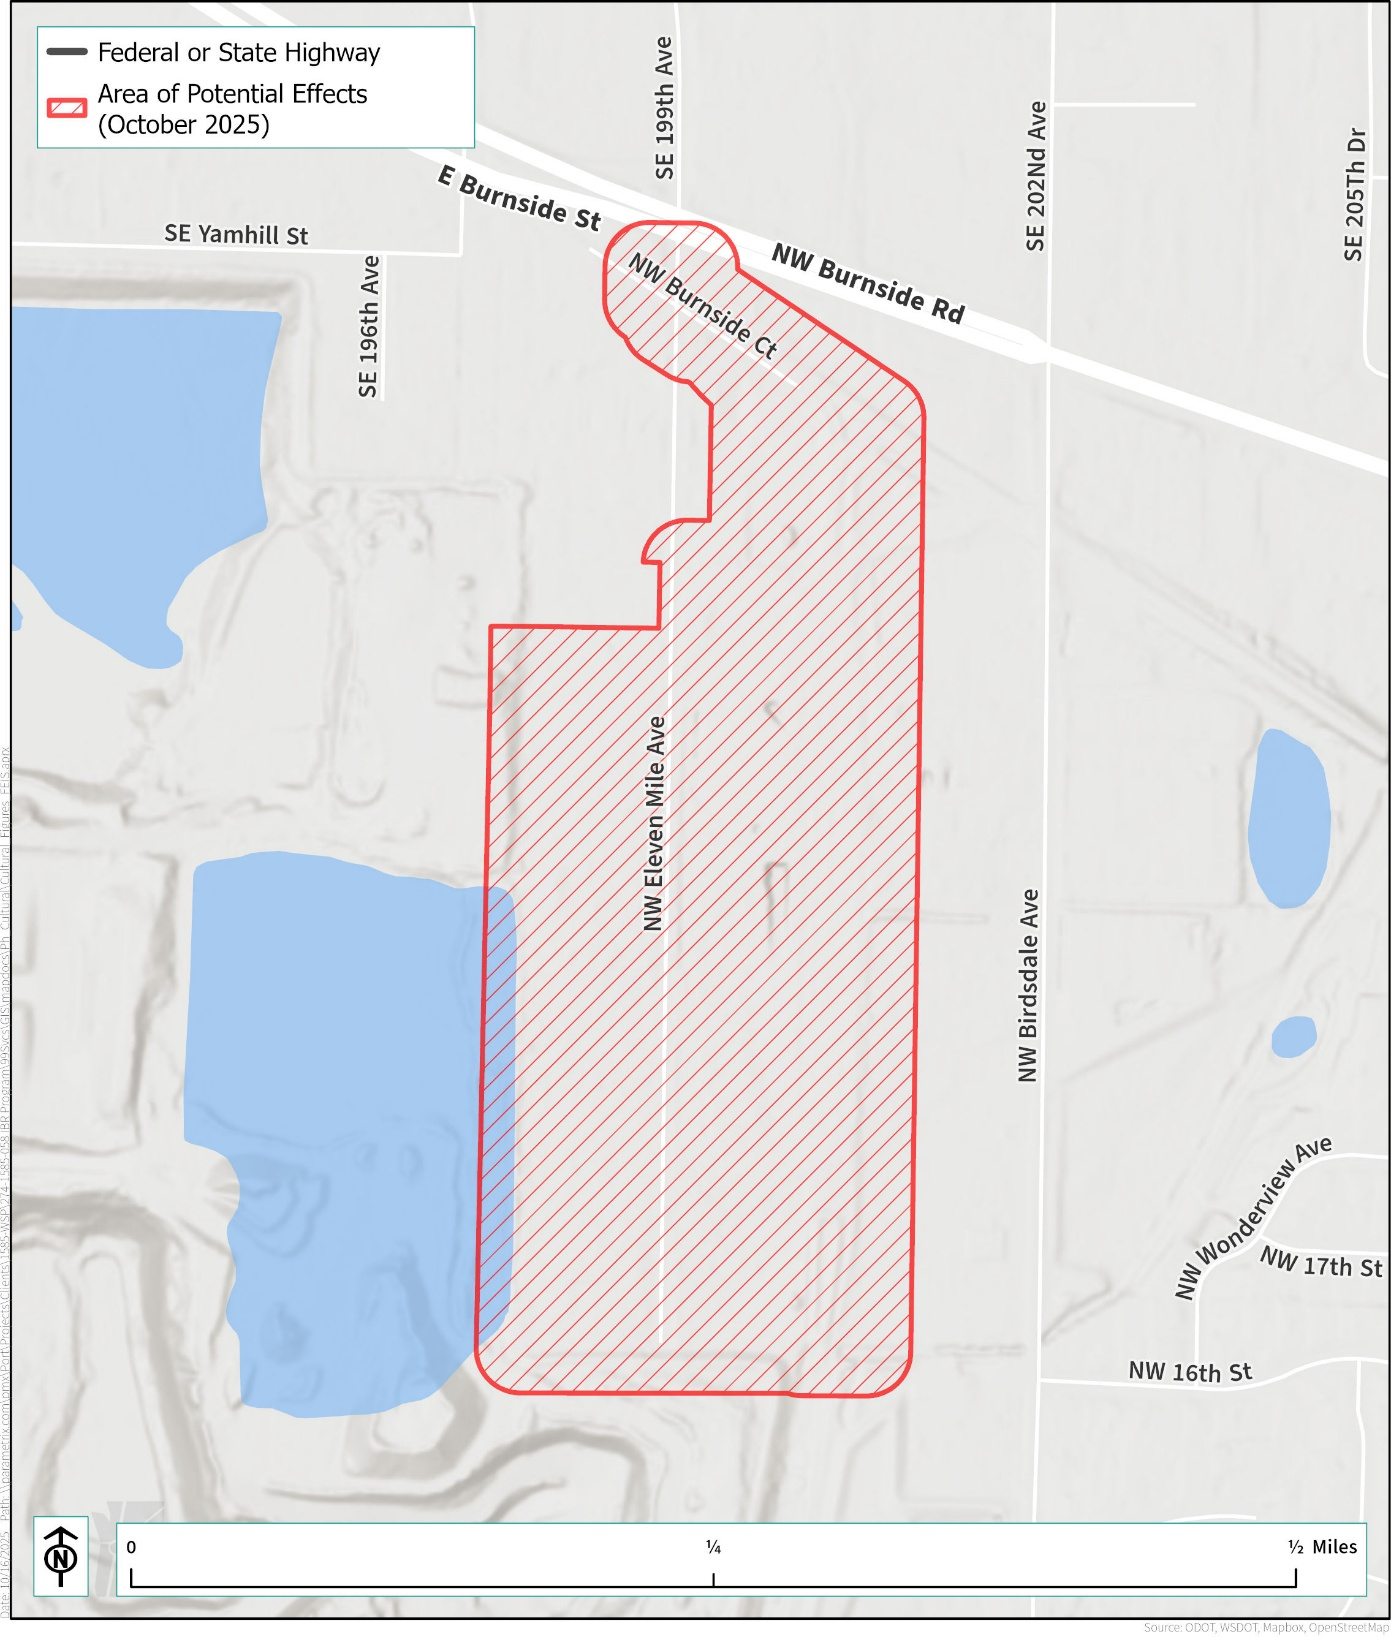 Federal or State Highway
Area of Potential Effects
(October 2025)
SE 199th Ave
SE 202Nd Ave
SE 205Th Dr
E Burnside St
SE Yamhill St
SE 196th Ave
NW Burnside Rd
NW Burnside Ct
NW Eleven Mile Ave
NW Birdsdale Ave
NW Wonderview Ave
NW 17th St
NW 16th St
N
0
¼
½ Miles
Source: ODOT, WSDOT, Mapbox, OpenStreetMap